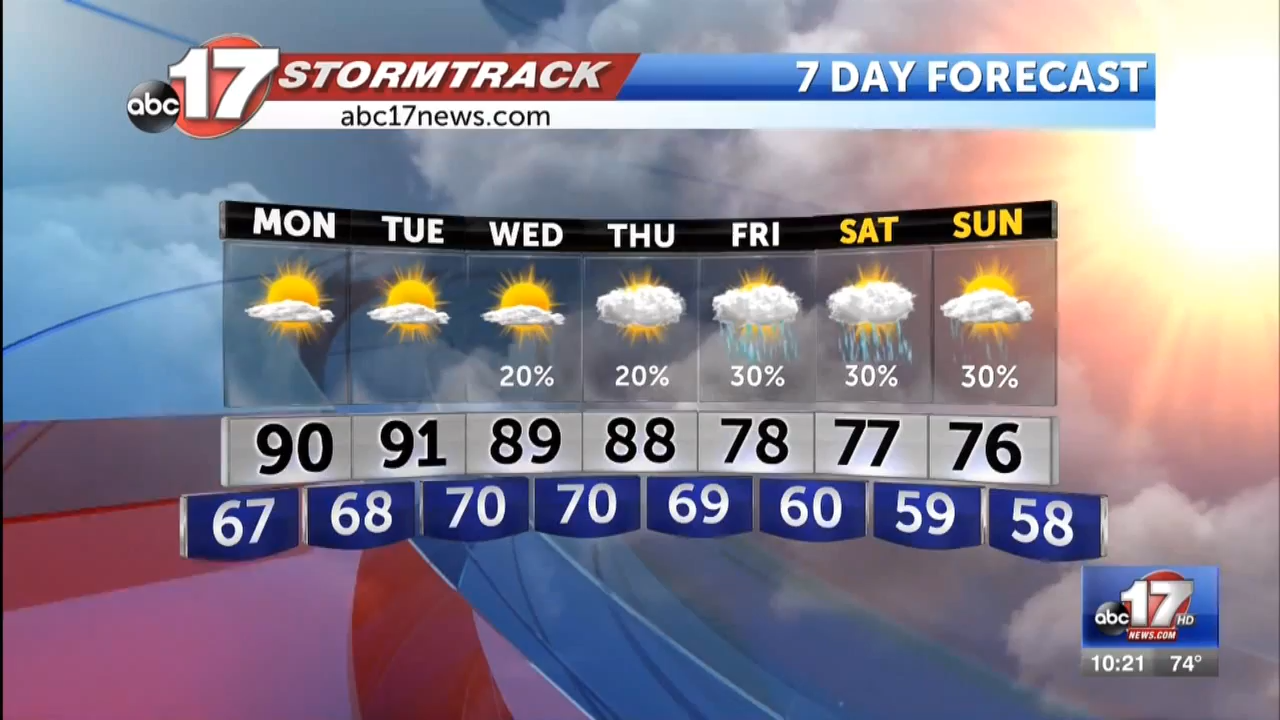 abc 17 STORMTRACK
abc17news.com
7 DAY FORECAST
MON TUE WED THU FRI SAT SUN
20% 20% 30% 30% 30%
90 91 89 88 78 77 76
67 68 70 70 69 60 59 58
abc 17 HD
NEWS.COM
10:21 74°